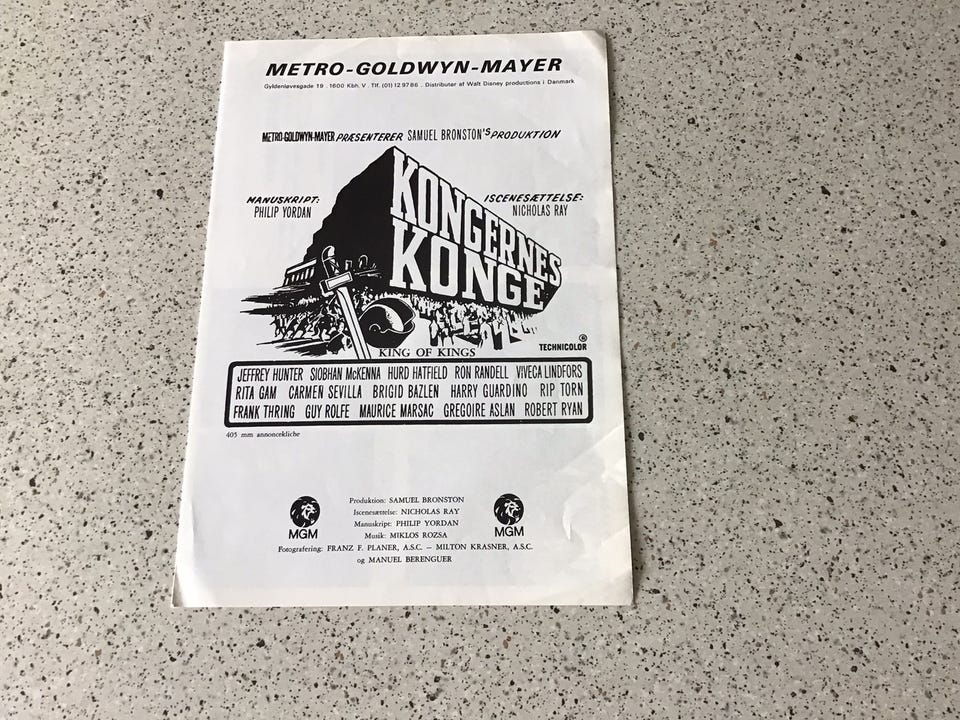 METRO-GOLDWYN-MAYER
Gyldenløvesgade 19 . 1600 Kbh. V . Tlf. (01) 12 97 86 . Distributør af Walt Disney productions i Danmark
METRO-GOLDWYN-MAYER PRÆSENTERER SAMUEL BRONSTON'S PRODUKTION
MANUSKRIPT:
PHILIP YORDAN
ISCENESÆTTELSE:
NICHOLAS RAY
KONGERNES
KONGE
KING OF KINGS
TECHNICOLOR ®
JEFFREY HUNTER SIOBHAN McKENNA HURD HATFIELD RON RANDELL VIVECA LINDFORS
RITA GAM CARMEN SEVILLA BRIGID BAZLEN HARRY GUARDINO RIP TORN
FRANK THRING GUY ROLFE MAURICE MARSAC GREGOIRE ASLAN ROBERT RYAN
405 mm annoncekliche
Produktion: SAMUEL BRONSTON
Iscenesættelse: NICHOLAS RAY
Manuskript: PHILIP YORDAN
Musik: MIKLOS ROZSA
Fotografering: FRANZ F. PLANER, A.S.C. — MILTON KRASNER, A.S.C.
og MANUEL BERENGUER
MGM
MGM